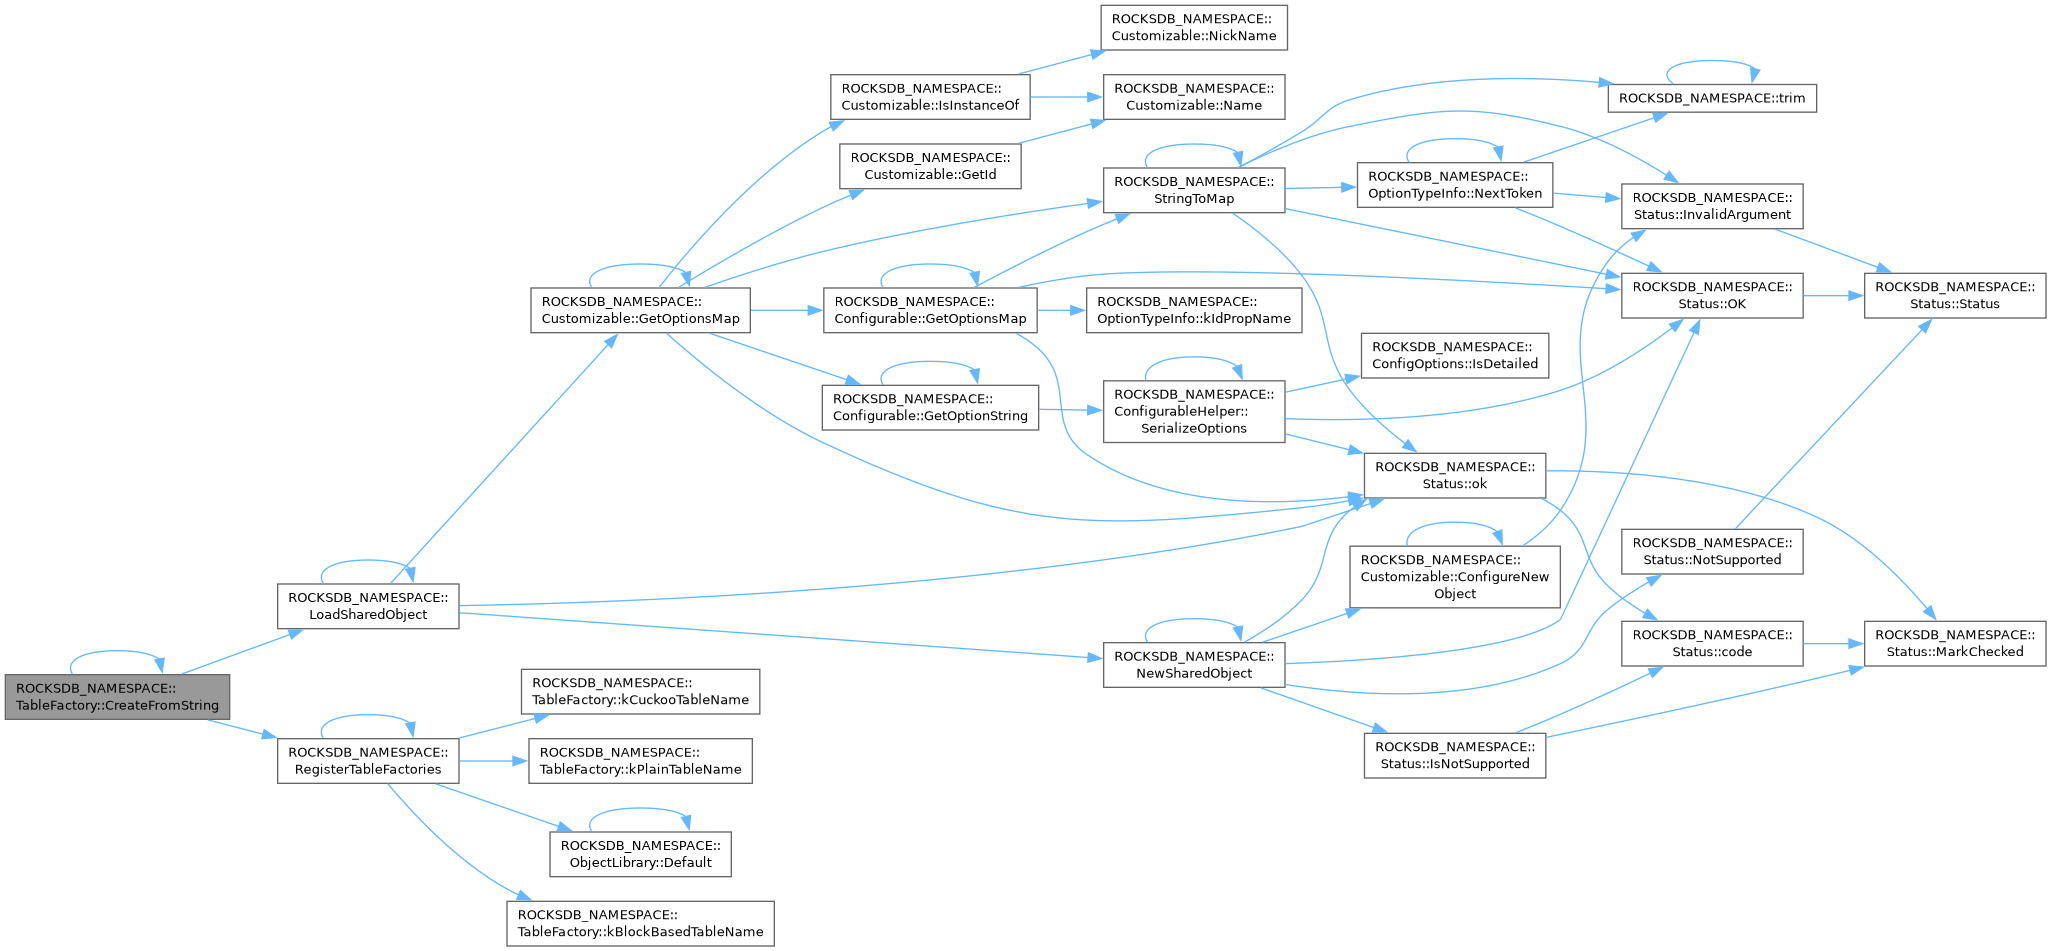 ROCKSDB_NAMESPACE::
TableFactory::CreateFromString
ROCKSDB_NAMESPACE::
LoadSharedObject
ROCKSDB_NAMESPACE::
RegisterTableFactories
ROCKSDB_NAMESPACE::
Customizable::GetOptionsMap
ROCKSDB_NAMESPACE::
TableFactory::kCuckooTableName
ROCKSDB_NAMESPACE::
TableFactory::kPlainTableName
ROCKSDB_NAMESPACE::
ObjectLibrary::Default
ROCKSDB_NAMESPACE::
TableFactory::kBlockBasedTableName
ROCKSDB_NAMESPACE::
Customizable::IsInstanceOf
ROCKSDB_NAMESPACE::
Customizable::GetId
ROCKSDB_NAMESPACE::
Configurable::GetOptionsMap
ROCKSDB_NAMESPACE::
Configurable::GetOptionString
ROCKSDB_NAMESPACE::
Customizable::NickName
ROCKSDB_NAMESPACE::
Customizable::Name
ROCKSDB_NAMESPACE::
StringToMap
ROCKSDB_NAMESPACE::
OptionTypeInfo::kIdPropName
ROCKSDB_NAMESPACE::
ConfigurableHelper::
SerializeOptions
ROCKSDB_NAMESPACE::
NewSharedObject
ROCKSDB_NAMESPACE::
OptionTypeInfo::NextToken
ROCKSDB_NAMESPACE::
ConfigOptions::IsDetailed
ROCKSDB_NAMESPACE::
Status::ok
ROCKSDB_NAMESPACE::
Customizable::ConfigureNew
Object
ROCKSDB_NAMESPACE::
Status::IsNotSupported
ROCKSDB_NAMESPACE::trim
ROCKSDB_NAMESPACE::
Status::InvalidArgument
ROCKSDB_NAMESPACE::
Status::OK
ROCKSDB_NAMESPACE::
Status::NotSupported
ROCKSDB_NAMESPACE::
Status::code
ROCKSDB_NAMESPACE::
Status::Status
ROCKSDB_NAMESPACE::
Status::MarkChecked